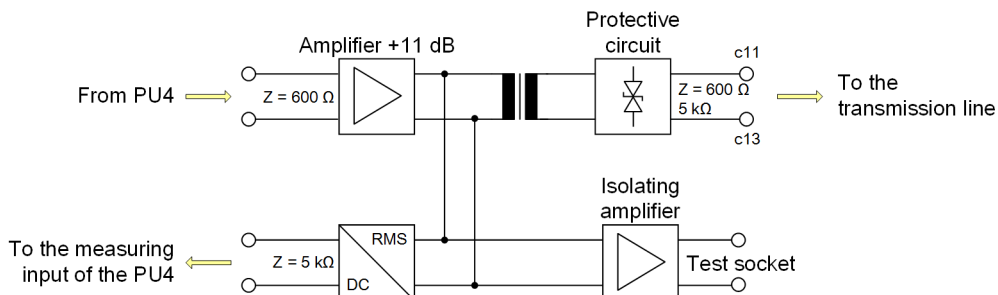 Protective
circuit
Amplifier +11 dB
c11
From PU4
Z = 600 Ω
Z = 600 Ω
5 kΩ
To the
transmission line
c13
Isolating
amplifier
To the measuring
input of the PU4
Z = 5 kΩ
RMS
DC
Test socket